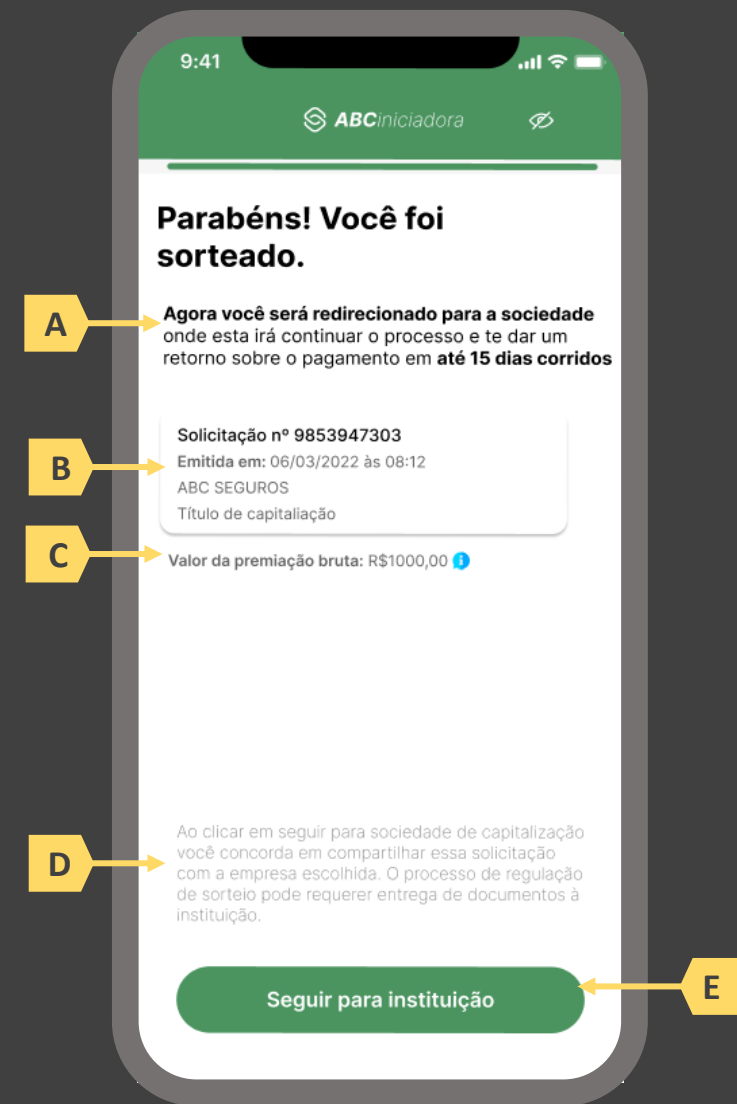 9:41
ABCiniciadora
Parabéns! Você foi
sorteado.
A
Agora você será redirecionado para a sociedade
onde esta irá continuar o processo e te dar um
retorno sobre o pagamento em até 15 dias corridos
Solicitação nº 9853947303
B
Emitida em: 06/03/2022 às 08:12
ABC SEGUROS
Título de capitaliação
C
Valor da premiação bruta: R$1000,00
Ao clicar em seguir para sociedade de capitalização
você concorda em compartilhar essa solicitação
D
com a empresa escolhida. O processo de regulação
de sorteio pode requerer entrega de documentos à
instituição.
Seguir para instituição
E